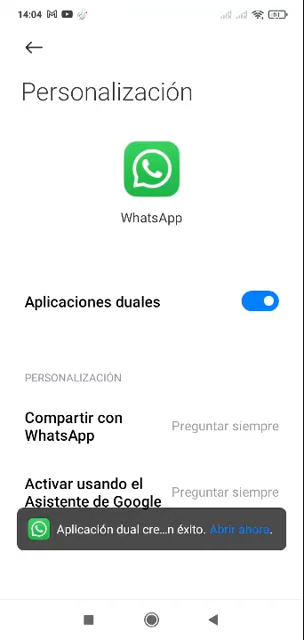 14:04
Personalización
WhatsApp
Aplicaciones duales
PERSONALIZACIÓN
Compartir con
WhatsApp
Preguntar siempre
Activar usando el
Asistente de Google
Preguntar siempre
Aplicación dual cre...n éxito. Abrir ahora.